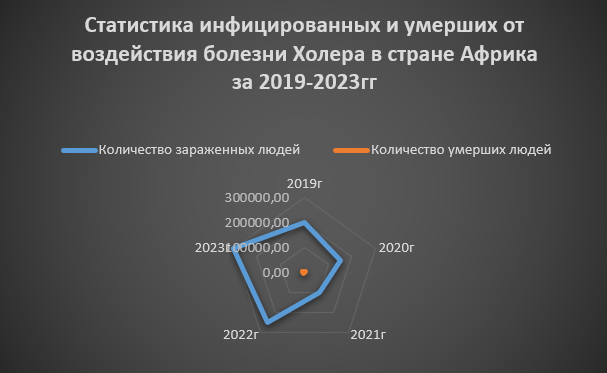 Статистика инфицированных и умерших от
воздействия болезни Холера в стране Африка
за 2019-2023гг
Количество зараженных людей
Количество умерших людей
2019г
300000,00
200000,00
2023г
100000,00
2020г
0,00
2022г
2021г